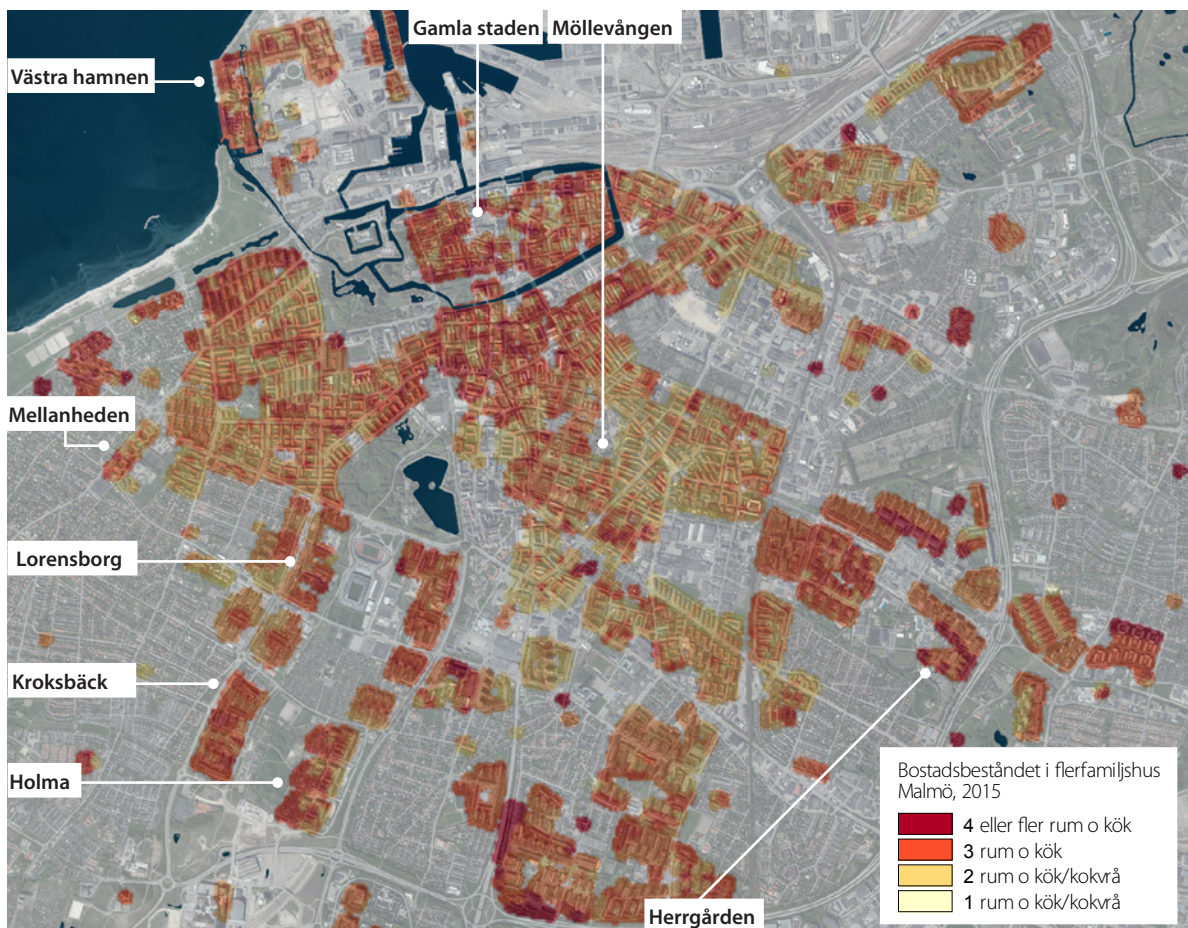 Gamla staden
Möllevången
Västra hamnen
Mellanheden
Lorensborg
Kroksbäck
Holma
Herrgården
Bostadsbeståndet i flerfamiljshus
Malmö, 2015
4 eller fler rum o kök
3 rum o kök
2 rum o kök/kokvrå
1 rum o kök/kokvrå